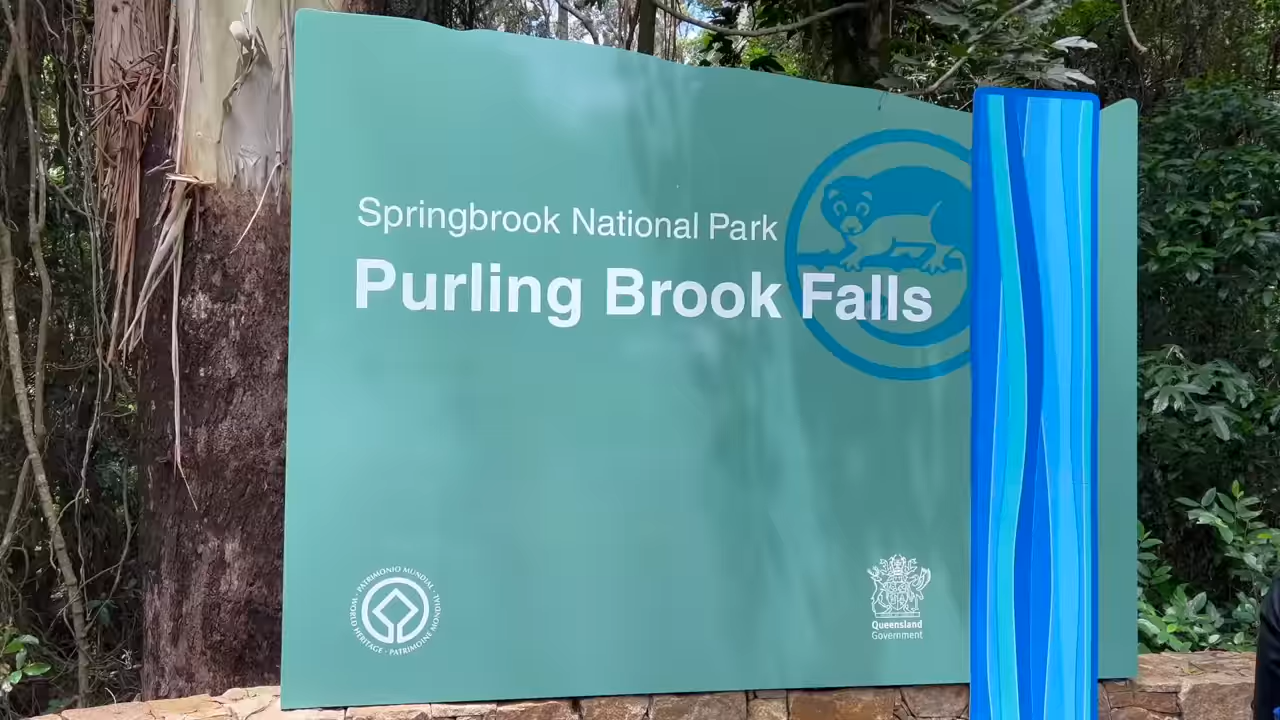 Springbrook National Park
Purling Brook Falls
WORLD HERITAGE · PATRIMONIO MUNDIAL · PATRIMOINE MONDIAL ·
Queensland
Government